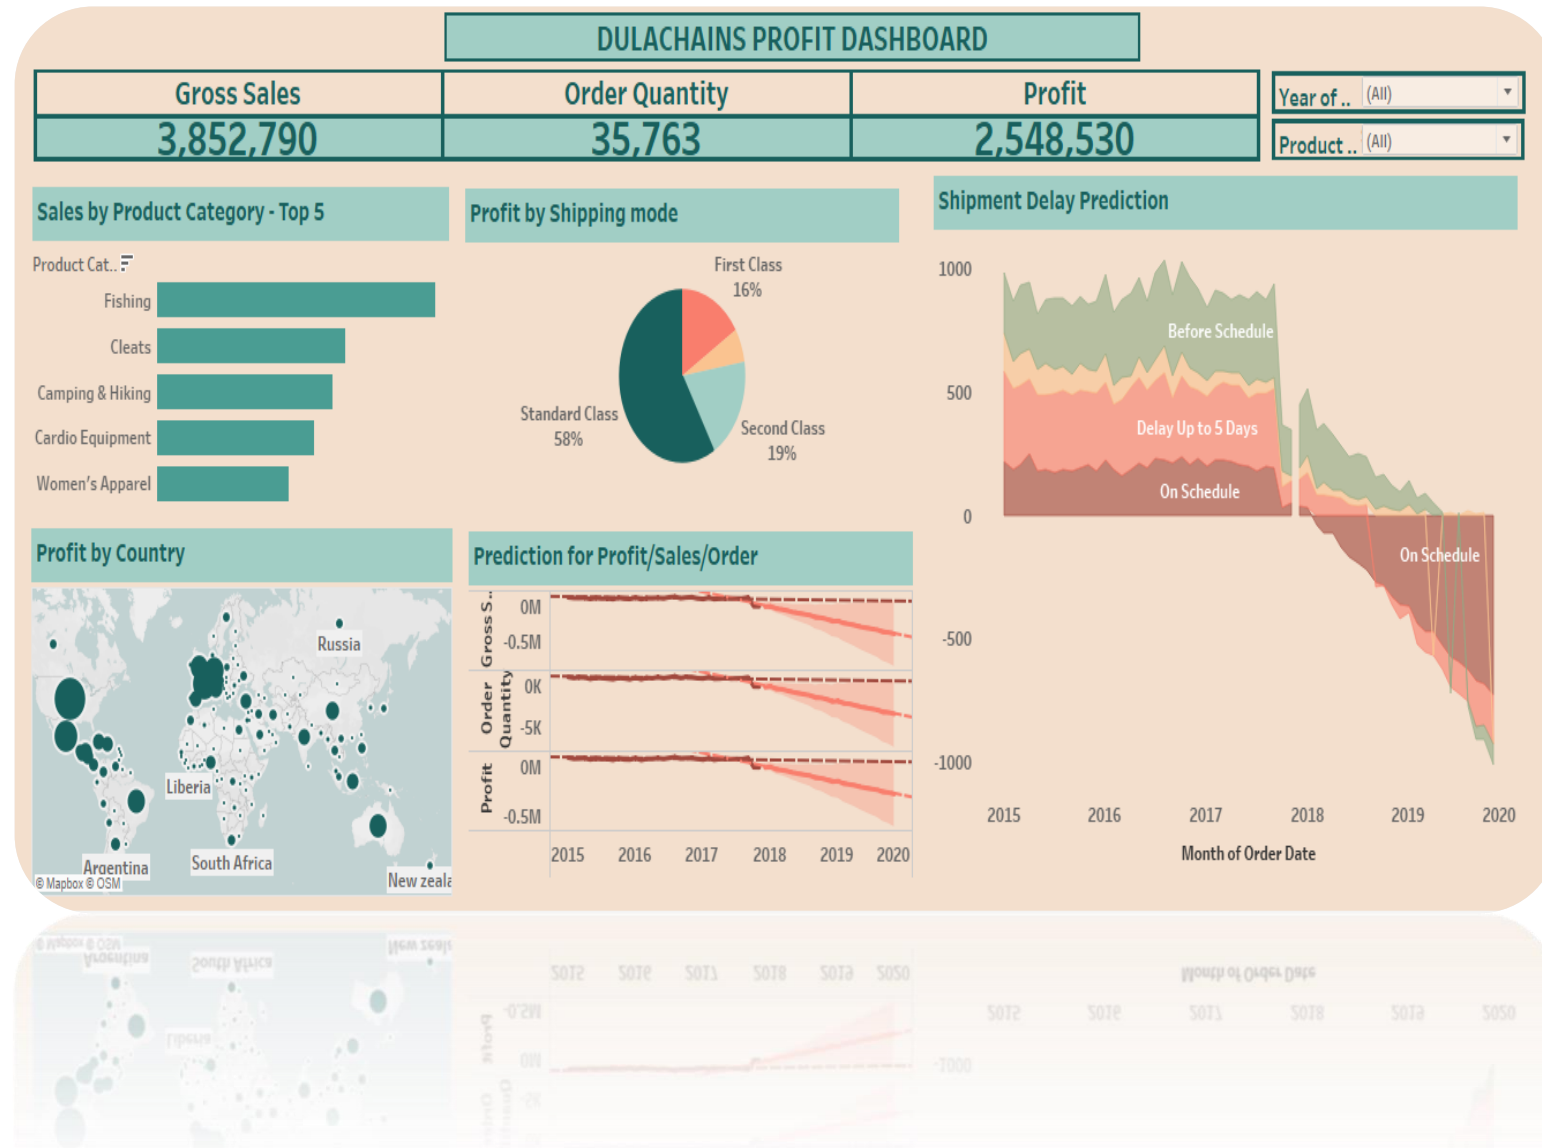 DULACHAINS PROFIT DASHBOARD
Gross Sales
Order Quantity
Profit
3,852,790
35,763
2,548,530
Year of ..
(All)
Product ..
(All)
Sales by Product Category - Top 5
Product Cat..
Fishing
Cleats
Camping & Hiking
Cardio Equipment
Women's Apparel
Profit by Shipping mode
First Class
16%
Standard Class
58%
Second Class
19%
Shipment Delay Prediction
1000
500
0
-500
-1000
Before Schedule
Delay Up to 5 Days
On Schedule
On Schedule
2015
2016
2017
2018
2019
2020
Month of Order Date
Profit by Country
Russia
Liberia
Argentina
South Africa
New zeala
© Mapbox © OSM
Prediction for Profit/Sales/Order
Gross S..
0M
-0.5M
Order
Quantity
0K
-5K
Profit
0M
-0.5M
2015
2016
2017
2018
2019
2020